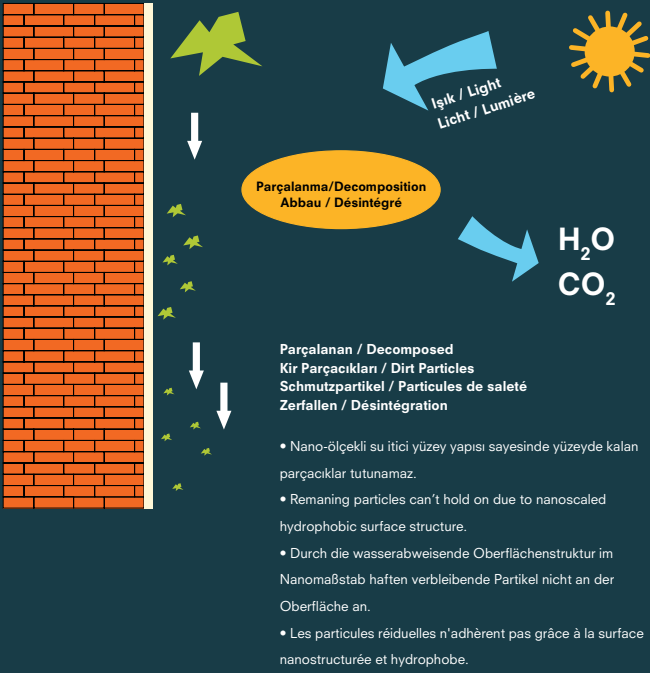 Işık / Light
Licht / Lumière
Parçalanma/Decomposition
Abbau / Désintégré
H₂O
CO₂
Parçalanan / Decomposed
Kir Parçacıkları / Dirt Particles
Schmutzpartikel / Particules de saleté
Zerfallen / Désintégration
• Nano-ölçekli su itici yüzey yapısı sayesinde yüzeyde kalan
parçacıklar tutunamaz.
• Remaning particles can't hold on due to nanoscaled
hydrophobic surface structure.
• Durch die wasserabweisende Oberflächenstruktur im
Nanomaßstab haften verbleibende Partikel nicht an der
Oberfläche an.
• Les particules réiduelles n'adhèrent pas grâce à la surface
nanostructurée et hydrophobe.